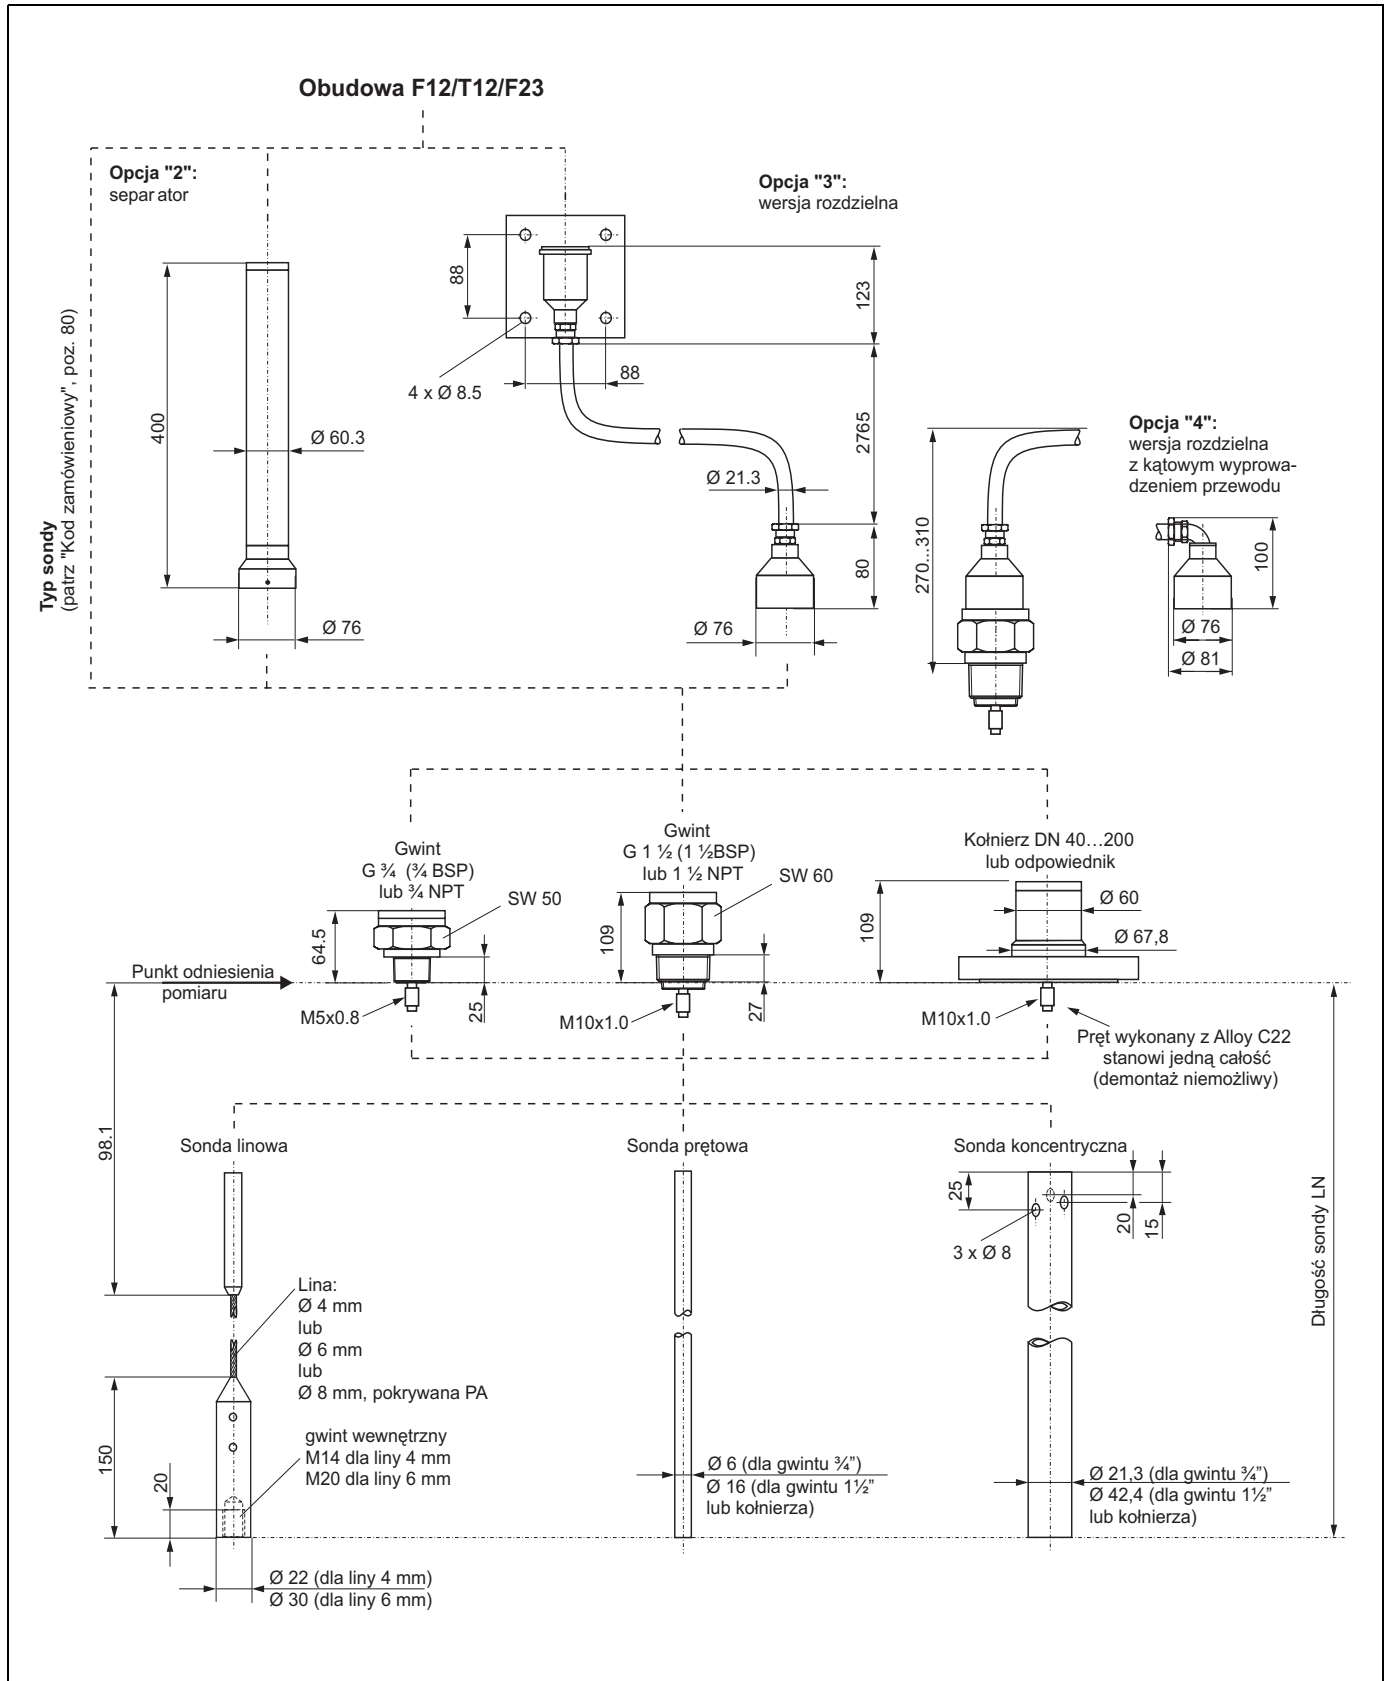 Obudowa F12/T12/F23
Opcja "2":
separator
Opcja "3":
wersja rozdzielna
88
123
400
Typ sondy
(patrz "Kod zamówieniowy", poz. 80)
4 x Ø 8.5
88
2765
Opcja "4":
wersja rozdzielna
z kątowym wyprowa-
dzeniem przewodu
Ø 60.3
Ø 21.3
270...310
80
100
Ø 76
Ø 76
Ø 76
Ø 81
Gwint
G ¾ (¾ BSP)
lub ¾ NPT
Gwint
G 1 ½ (1 ½BSP)
lub 1 ½ NPT
Kołnierz DN 40...200
lub odpowiednik
SW 50
SW 60
64.5
109
109
Ø 60
Ø 67,8
Punkt odniesienia
pomiaru
M5x0.8
25
M10x1.0
27
M10x1.0
Pręt wykonany z Alloy C22
stanowi jedną całość
(demontaż niemożliwy)
98.1
Sonda linowa
Sonda prętowa
Sonda koncentryczna
25
20
15
3 x Ø 8
Długość sondy LN
Lina:
Ø 4 mm
lub
Ø 6 mm
lub
Ø 8 mm, pokrywana PA
150
20
gwint wewnętrzny
M14 dla liny 4 mm
M20 dla liny 6 mm
Ø 6 (dla gwintu ¾”)
Ø 16 (dla gwintu 1½”
lub kołnierza)
Ø 21,3 (dla gwintu ¾”)
Ø 42,4 (dla gwintu 1½”
lub kołnierza)
Ø 22 (dla liny 4 mm)
Ø 30 (dla liny 6 mm)